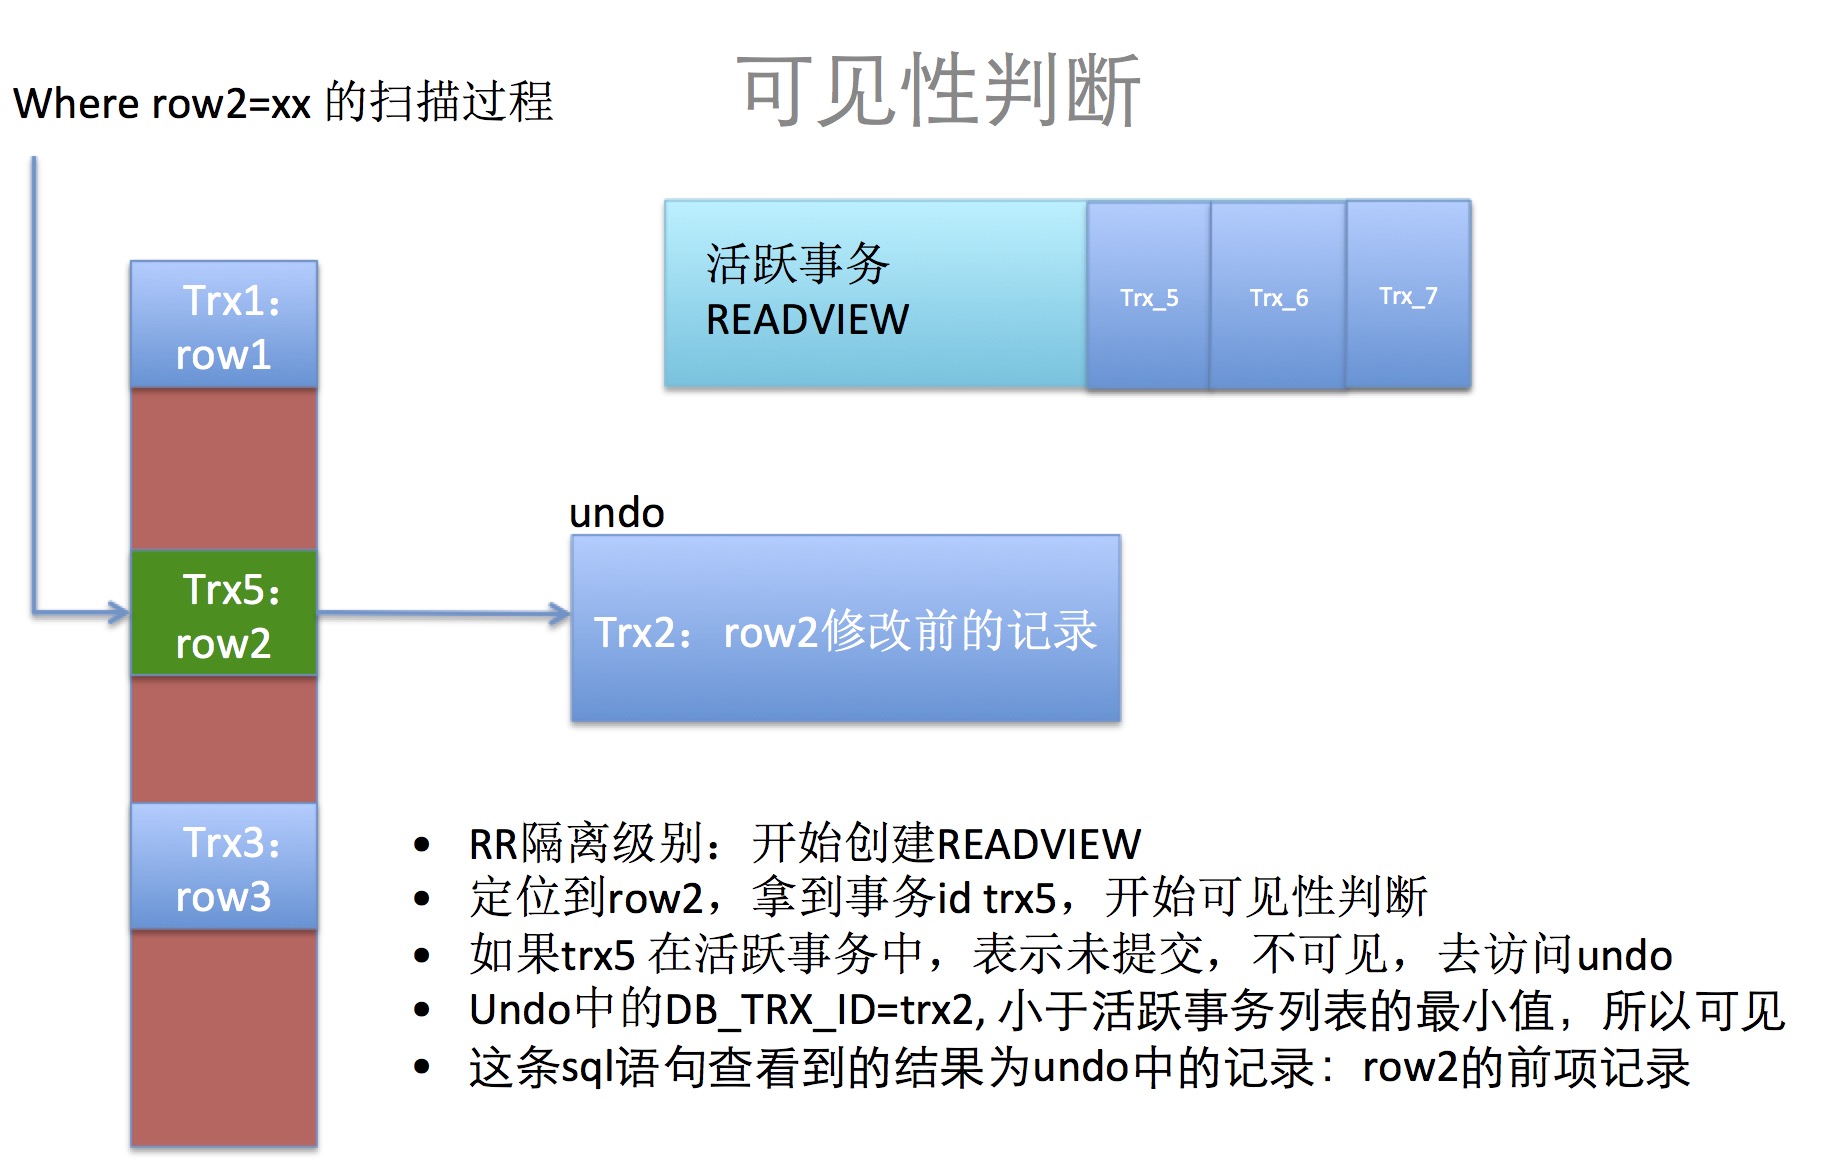 可见性判断
Where row2=xx 的扫描过程
活跃事务
READVIEW
Trx_5
Trx_6
Trx_7
Trx1：
row1
undo
Trx5：
row2
Trx2： row2修改前的记录
Trx3：
row3
• RR隔离级别：开始创建READVIEW
• 定位到row2，拿到事务id trx5，开始可见性判断
• 如果trx5 在活跃事务中，表示未提交，不可见，去访问undo
• Undo中的DB_TRX_ID=trx2, 小于活跃事务列表的最小值，所以可见
• 这条sql语句查看到的结果为undo中的记录：row2的前项记录